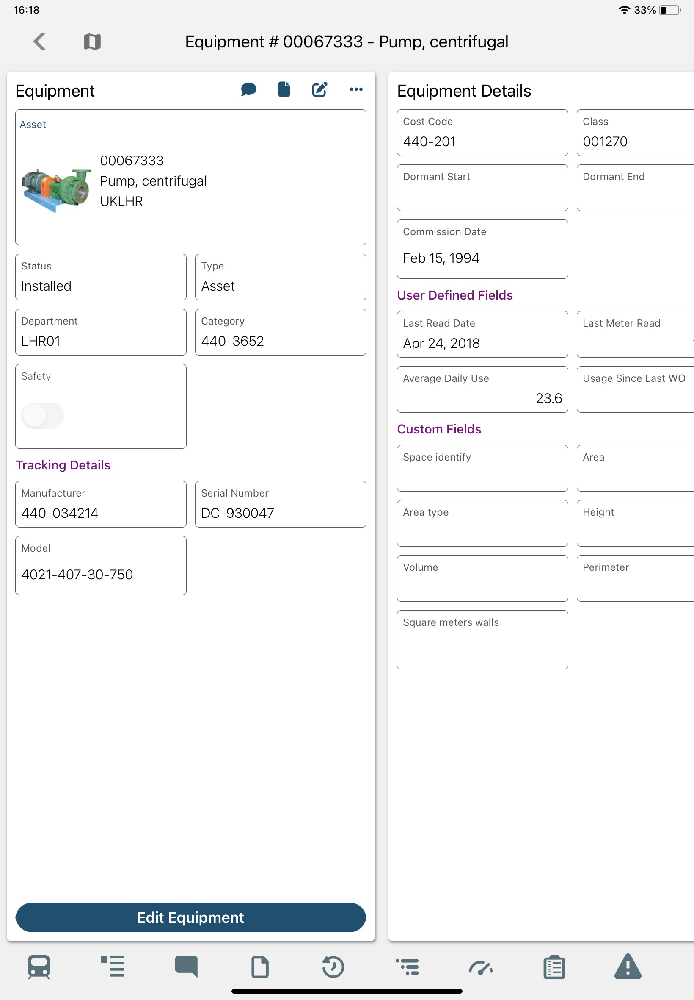 16:18
33%
Equipment # 00067333 - Pump, centrifugal
Equipment
Asset
00067333
Pump, centrifugal
UKLHR
Status
Installed
Type
Asset
Department
LHR01
Category
440-3652
Safety
Tracking Details
Manufacturer
440-034214
Serial Number
DC-930047
Model
4021-407-30-750
Edit Equipment
Equipment Details
Cost Code
440-201
Class
001270
Dormant Start
Dormant End
Commission Date
Feb 15, 1994
User Defined Fields
Last Read Date
Apr 24, 2018
Last Meter Read
Average Daily Use
23.6
Usage Since Last WO
Custom Fields
Space identify
Area
Area type
Height
Volume
Perimeter
Square meters walls